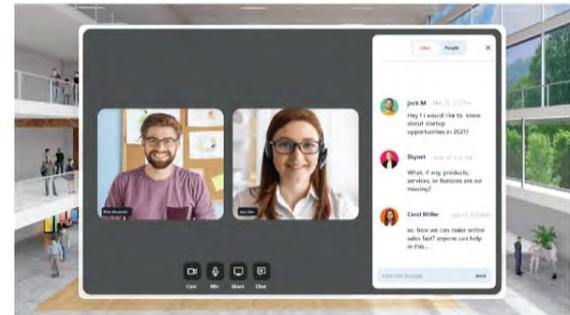 Chat People
Jack M
Hey ! I would like to know
about startup
opportunities in 2021?
Skynet
What, if any, products,
services, or features are we
missing?
Carol Miller
so, how we can make online
sales fast? anyone can help
in this...
Send
Cam Mic Share Chat